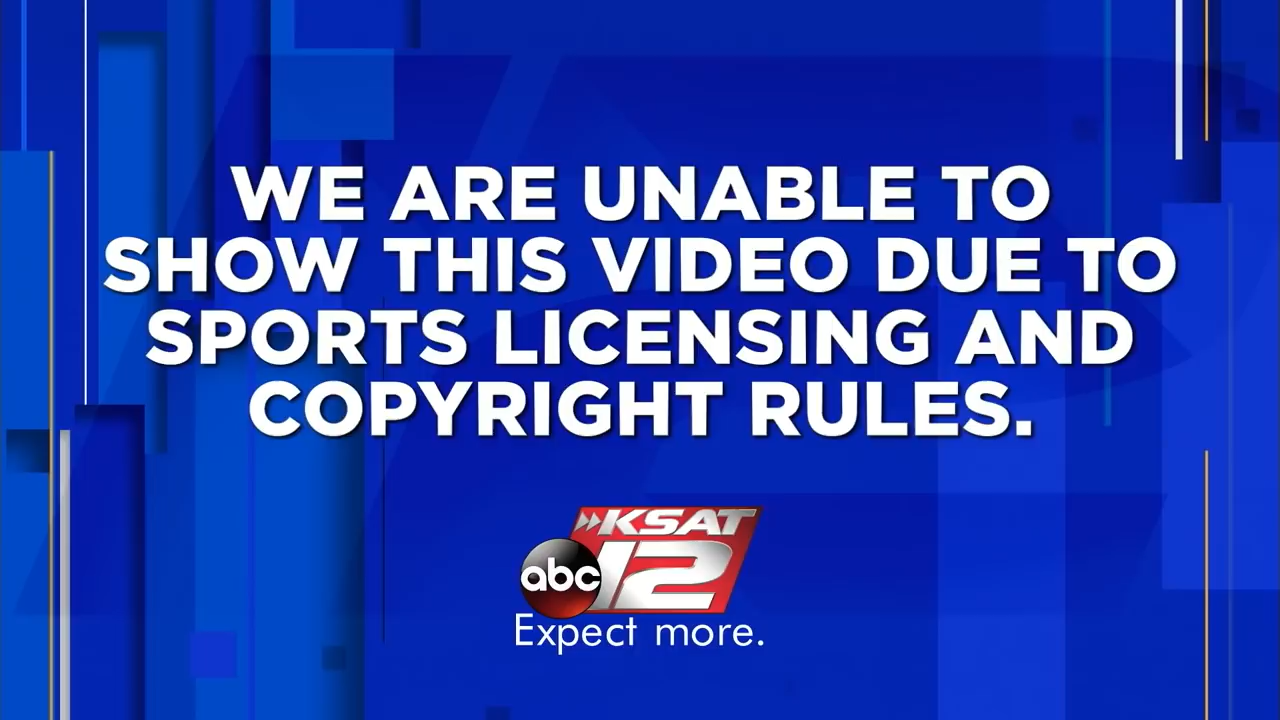 WE ARE UNABLE TO
SHOW THIS VIDEO DUE TO
SPORTS LICENSING AND
COPYRIGHT RULES.
KSAT
abc 12
Expect more.